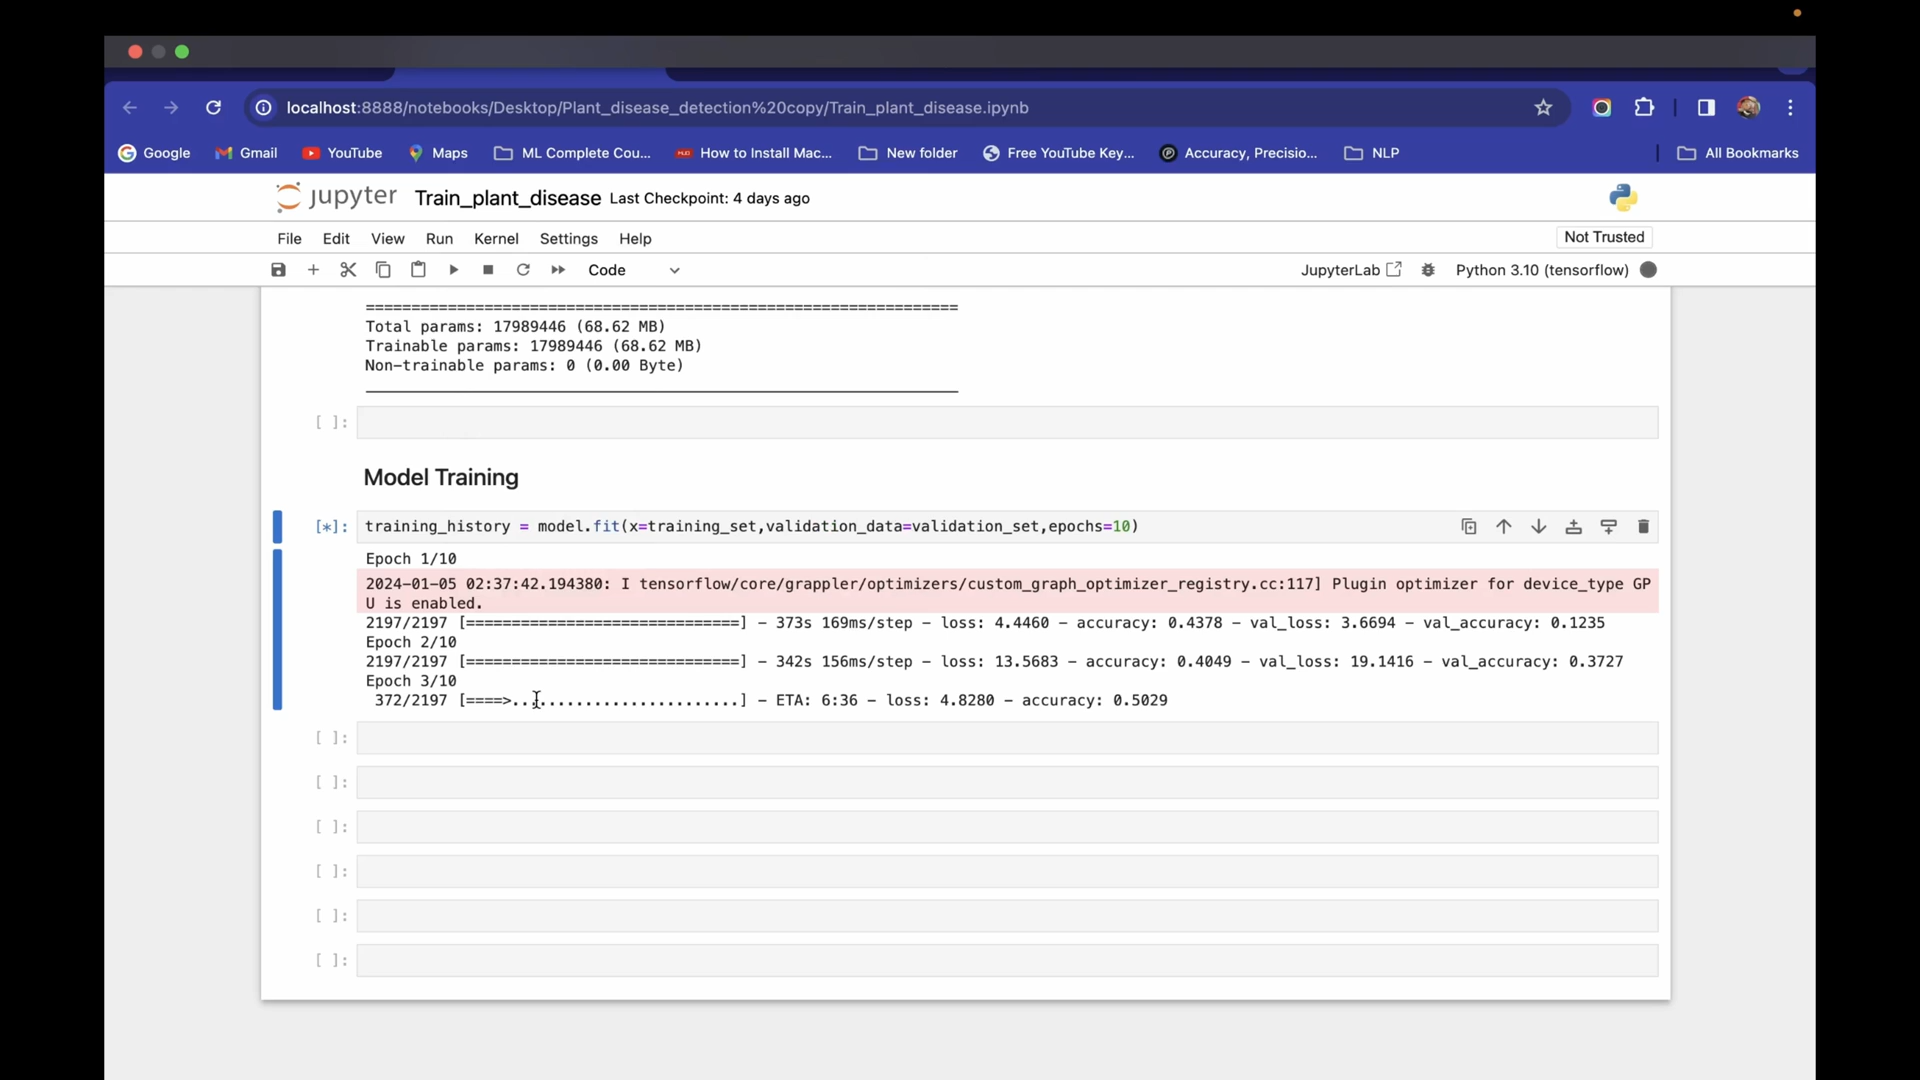 localhost:8888/notebooks/Desktop/Plant_disease_detection%20copy/Train_plant_disease.ipynb
Google Gmail YouTube Maps ML Complete Cou... How to Install Mac... New folder Free YouTube Key... Accuracy, Precisio... NLP All Bookmarks
jupyter Train_plant_disease Last Checkpoint: 4 days ago
File Edit View Run Kernel Settings Help Not Trusted
Code JupyterLab Python 3.10 (tensorflow)
=================================================================
Total params: 17989446 (68.62 MB)
Trainable params: 17989446 (68.62 MB)
Non-trainable params: 0 (0.00 Byte)
_________________________________________________________________
[ ]:
Model Training
[*]: training_history = model.fit(x=training_set,validation_data=validation_set,epochs=10)
Epoch 1/10
2024-01-05 02:37:42.194380: I tensorflow/core/grappler/optimizers/custom_graph_optimizer_registry.cc:117] Plugin optimizer for device_type GP
U is enabled.
2197/2197 [==============================] - 373s 169ms/step - loss: 4.4460 - accuracy: 0.4378 - val_loss: 3.6694 - val_accuracy: 0.1235
Epoch 2/10
2197/2197 [==============================] - 342s 156ms/step - loss: 13.5683 - accuracy: 0.4049 - val_loss: 19.1416 - val_accuracy: 0.3727
Epoch 3/10
372/2197 [====>.........................] - ETA: 6:36 - loss: 4.8280 - accuracy: 0.5029
[ ]:
[ ]:
[ ]:
[ ]:
[ ]:
[ ]: